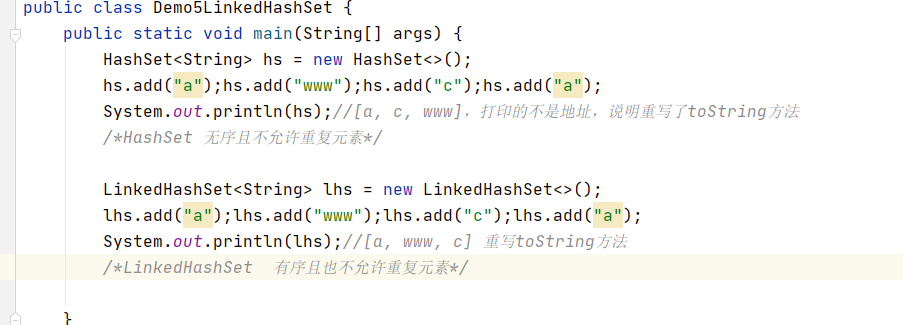 public class Demo5LinkedHashSet {
public static void main(String[] args) {
HashSet<String> hs = new HashSet<>();
hs.add("a");hs.add("www");hs.add("c");hs.add("a");
System.out.println(hs);//[a, c, www]，打印的不是地址，说明重写了toString方法
/*HashSet 无序且不允许重复元素*/
LinkedHashSet<String> lhs = new LinkedHashSet<>();
lhs.add("a");lhs.add("www");lhs.add("c");lhs.add("a");
System.out.println(lhs);//[a, www, c] 重写toString方法
/*LinkedHashSet  有序且也不允许重复元素*/
}